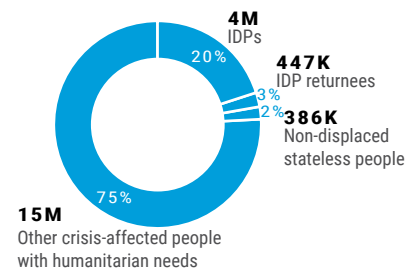 4M
IDPs
20%
447K
IDP returnees
3%
2%
386K
Non-displaced
stateless people
75%
15M
Other crisis-affected people
with humanitarian needs